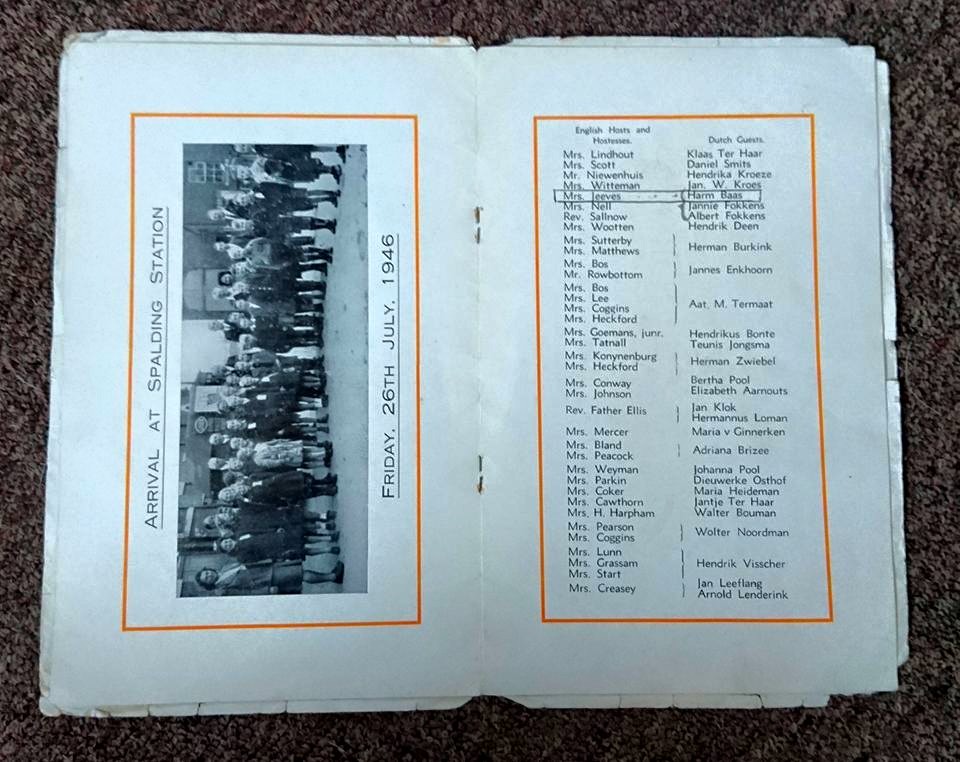 ARRIVAL AT SPALDING STATION
FRIDAY, 26TH JULY, 1946
English Hosts and
Hostesses.
Dutch Guests.
Mrs. Lindhout Klaas Ter Haar
Mrs. Scott Daniel Smits
Mr. Niewenhuis Hendrika Kroeze
Mrs. Witteman Jan. W. Kroes
Mrs. Jeeves Harm Baas
Mrs. Nell Jannie Fokkens
Rev. Sallnow Albert Fokkens
Mrs. Wootten Hendrik Deen
Mrs. Sutterby
Mrs. Matthews
Herman Burkink
Mrs. Bos
Mr. Rowbottom
Jannes Enkhoorn
Mrs. Bos
Mrs. Lee
Mrs. Coggins
Mrs. Heckford
Aat. M. Termaat
Mrs. Goemans, junr. Hendrikus Bonte
Mrs. Tatnall Teunis Jongsma
Mrs. Konynenburg
Mrs. Heckford
Herman Zwiebel
Mrs. Conway Bertha Pool
Mrs. Johnson Elizabeth Aarnouts
Rev. Father Ellis
Jan Klok
Hermannus Loman
Mrs. Mercer Maria v Ginnerken
Mrs. Bland
Mrs. Peacock
Adriana Brizee
Mrs. Weyman Johanna Pool
Mrs. Parkin Dieuwerke Osthof
Mrs. Coker Maria Heideman
Mrs. Cawthorn Jantje Ter Haar
Mrs. H. Harpham Walter Bouman
Mrs. Pearson
Mrs. Coggins
Wolter Noordman
Mrs. Lunn
Mrs. Grassam
Mrs. Start
Hendrik Visscher
Mrs. Creasey
Jan Leeflang
Arnold Lenderink